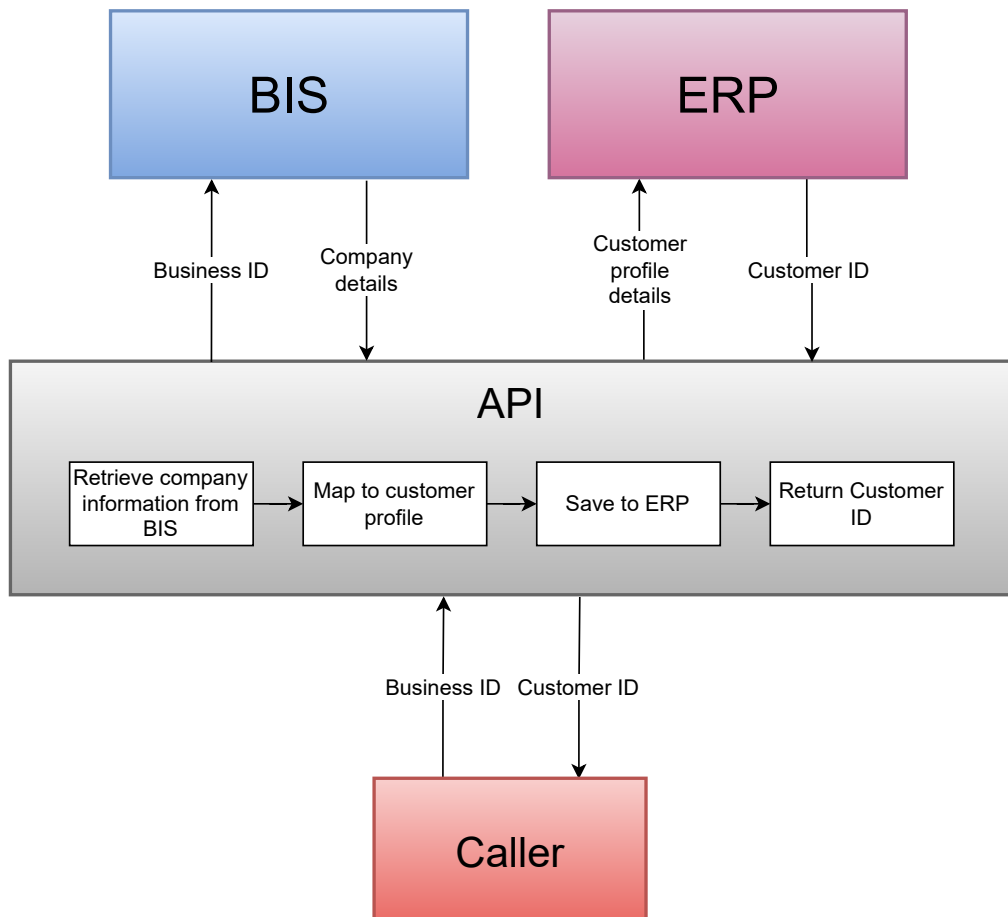 BIS
ERP
Business ID
Company
details
Customer
profile
details
Customer ID
API
Retrieve company
information from
BIS
Map to customer
profile
Save to ERP
Return Customer
ID
Business ID
Customer ID
Caller